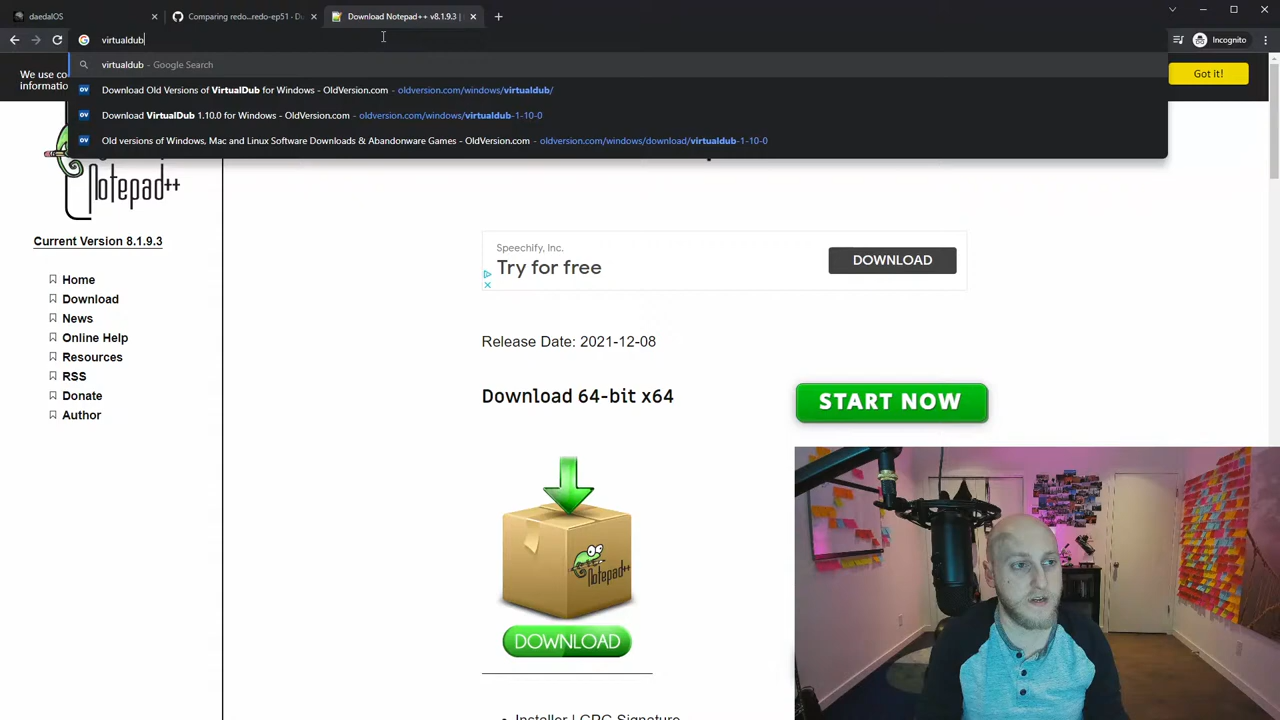 daedalOS
Comparing redo...redo-ep51 - Du
Download Notepad++ v8.1.9.3 |
virtualdub
Incognito
virtualdub - Google Search
Download Old Versions of VirtualDub for Windows - OldVersion.com - oldversion.com/windows/virtualdub/
Download VirtualDub 1.10.0 for Windows - OldVersion.com - oldversion.com/windows/virtualdub-1-10-0
Old versions of Windows, Mac and Linux Software Downloads & Abandonware Games - OldVersion.com - oldversion.com/windows/download/virtualdub-1-10-0
We use co
information
Got it!
Notepad++
Current Version 8.1.9.3
Home
Download
News
Online Help
Resources
RSS
Donate
Author
Speechify, Inc.
Try for free
DOWNLOAD
Release Date: 2021-12-08
Download 64-bit x64
START NOW
Notepad++
DOWNLOAD
Installer | GPG Signature